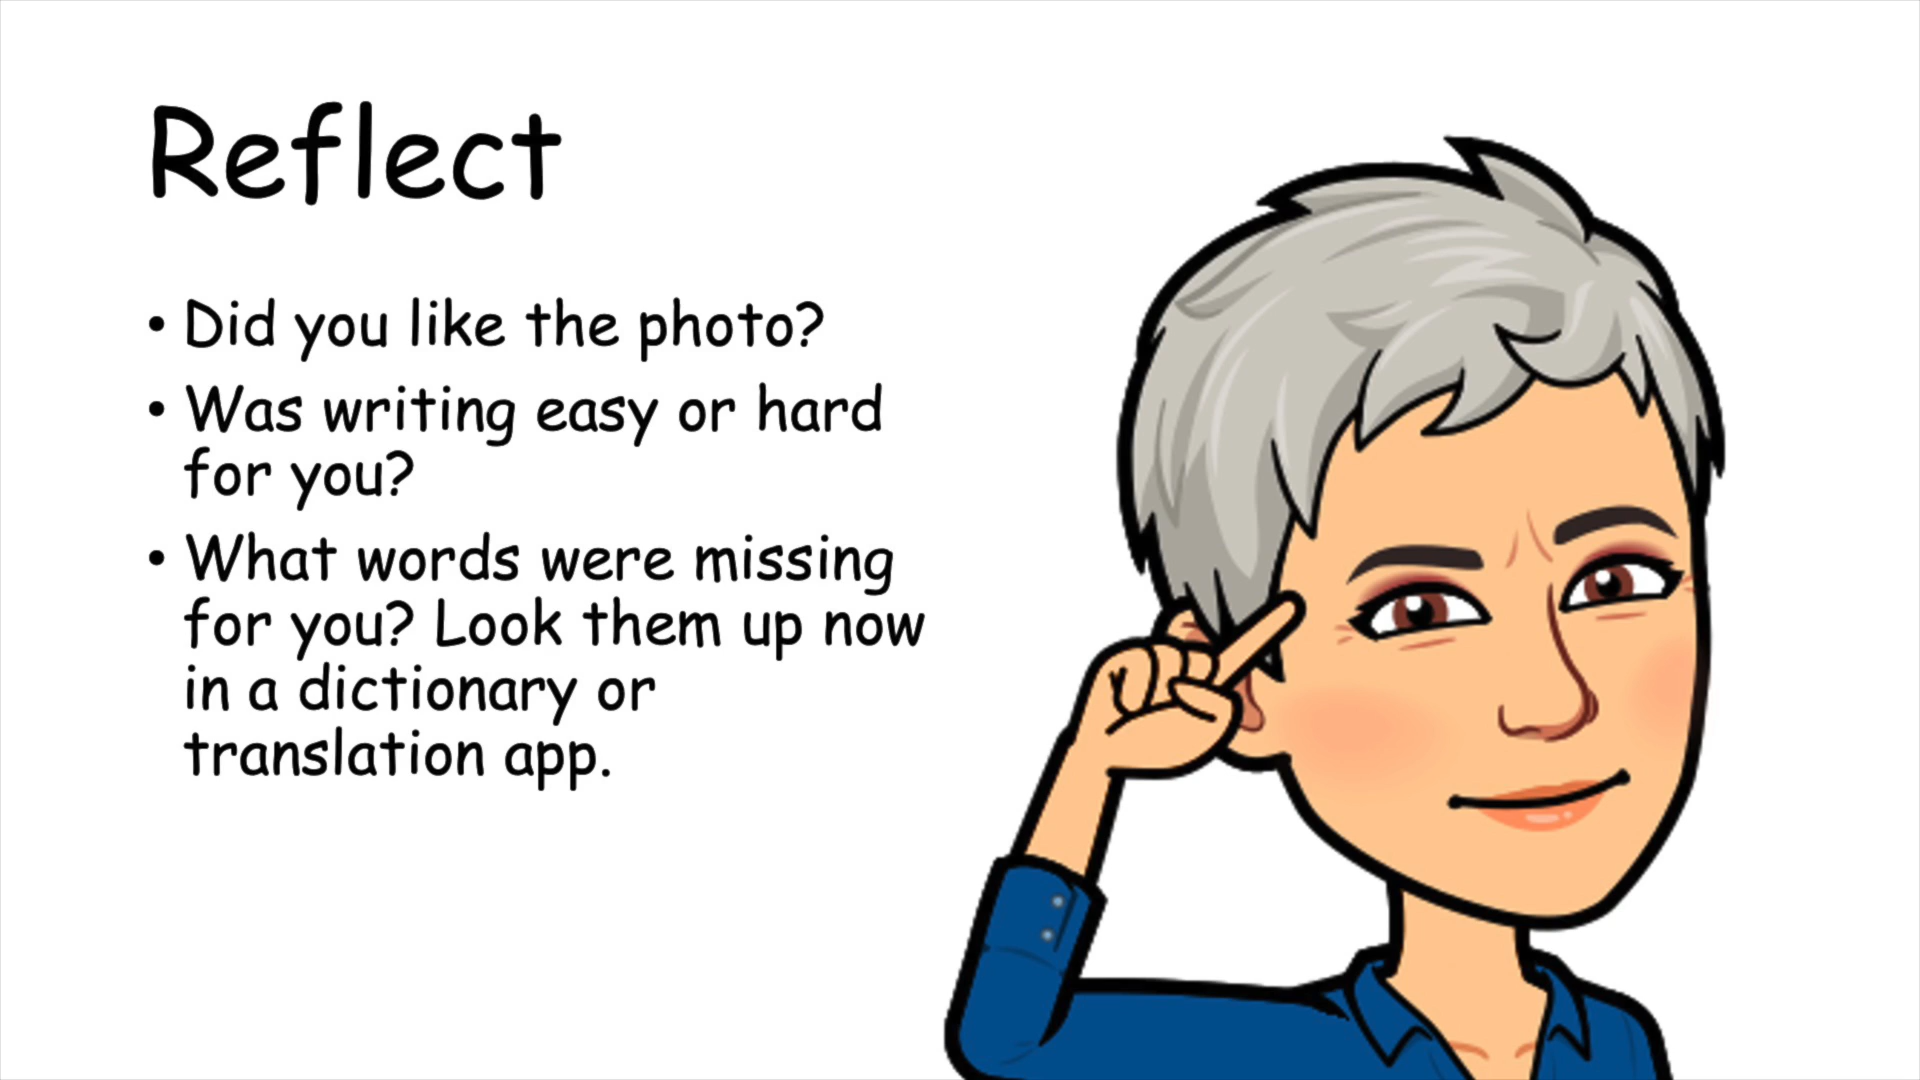 Reflect
• Did you like the photo?
• Was writing easy or hard
for you?
• What words were missing
for you? Look them up now
in a dictionary or
translation app.